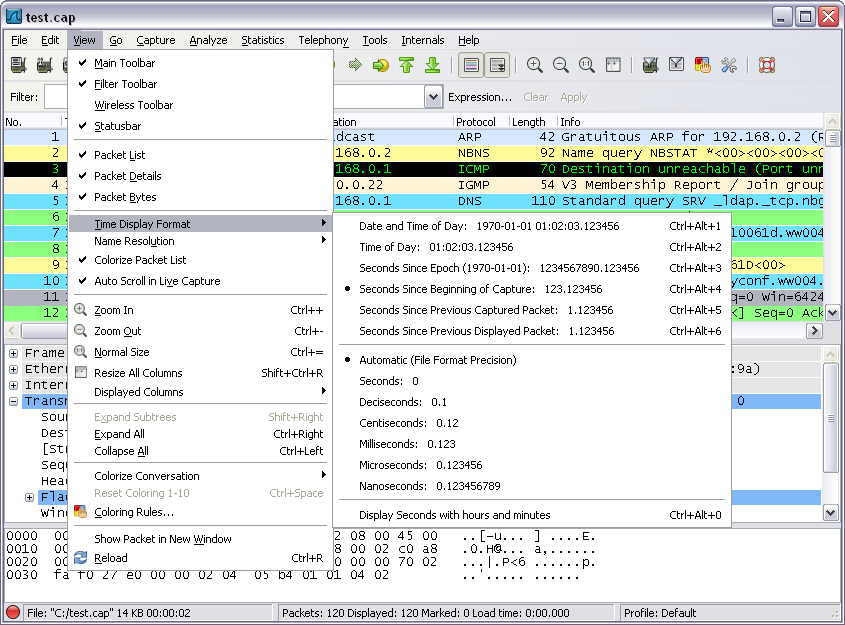 test.cap
File Edit View Go Capture Analyze Statistics Telephony Tools Internals Help
Filter: Expression... Clear Apply
No. Protocol Length Info
1 ARP 42 Gratuitous ARP for 192.168.0.2
2 168.0.2 NBNS 92 Name query NBSTAT *<00><00><00><0
3 168.0.1 ICMP 70 Destination unreachable (Port
4 0.0.22 IGMP 54 V3 Membership Report / Join group
5 168.0.1 DNS 110 Standard query SRV _ldap._tcp.nbg
6
7 10061d.ww004
8
9 61D<00>
10 yconf.ww004
11 =0 Win=6424
12 ] Seq=0 Ack
Main Toolbar
Filter Toolbar
Wireless Toolbar
Statusbar
Packet List
Packet Details
Packet Bytes
Time Display Format
Name Resolution
Colorize Packet List
Auto Scroll in Live Capture
Zoom In Ctrl++
Zoom Out Ctrl+-
Normal Size Ctrl+=
Resize All Columns Shift+Ctrl+R
Displayed Columns
Expand Subtrees Shift+Right
Expand All Ctrl+Right
Collapse All Ctrl+Left
Colorize Conversation
Reset Coloring 1-10 Ctrl+Space
Coloring Rules...
Show Packet in New Window
Reload Ctrl+R
Date and Time of Day: 1970-01-01 01:02:03.123456 Ctrl+Alt+1
Time of Day: 01:02:03.123456 Ctrl+Alt+2
Seconds Since Epoch (1970-01-01): 1234567890.123456 Ctrl+Alt+3
Seconds Since Beginning of Capture: 123.123456 Ctrl+Alt+4
Seconds Since Previous Captured Packet: 1.123456 Ctrl+Alt+5
Seconds Since Previous Displayed Packet: 1.123456 Ctrl+Alt+6
Automatic (File Format Precision)
Seconds: 0
Deciseconds: 0.1
Centiseconds: 0.12
Milliseconds: 0.123
Microseconds: 0.123456
Nanoseconds: 0.123456789
Display Seconds with hours and minutes Ctrl+Alt+0
Frame
Ethern :9a)
Intern
Transm 0
Sour
Dest
[Str
Sequ
Head
Flag
Wind
0000 00 2 08 00 45 00 ..[-u... ] ....E.
0010 00 8 00 02 c0 a8 .0.H@... a,......
0020 00 00 00 70 02 ...|.P<6 ......p.
0030 fa f0 27 e0 00 00 02 04 05 b4 01 01 04 02 ..'..... ......
File: "C:/test.cap" 14 KB 00:00:02 Packets: 120 Displayed: 120 Marked: 0 Load time: 0:00.000 Profile: Default